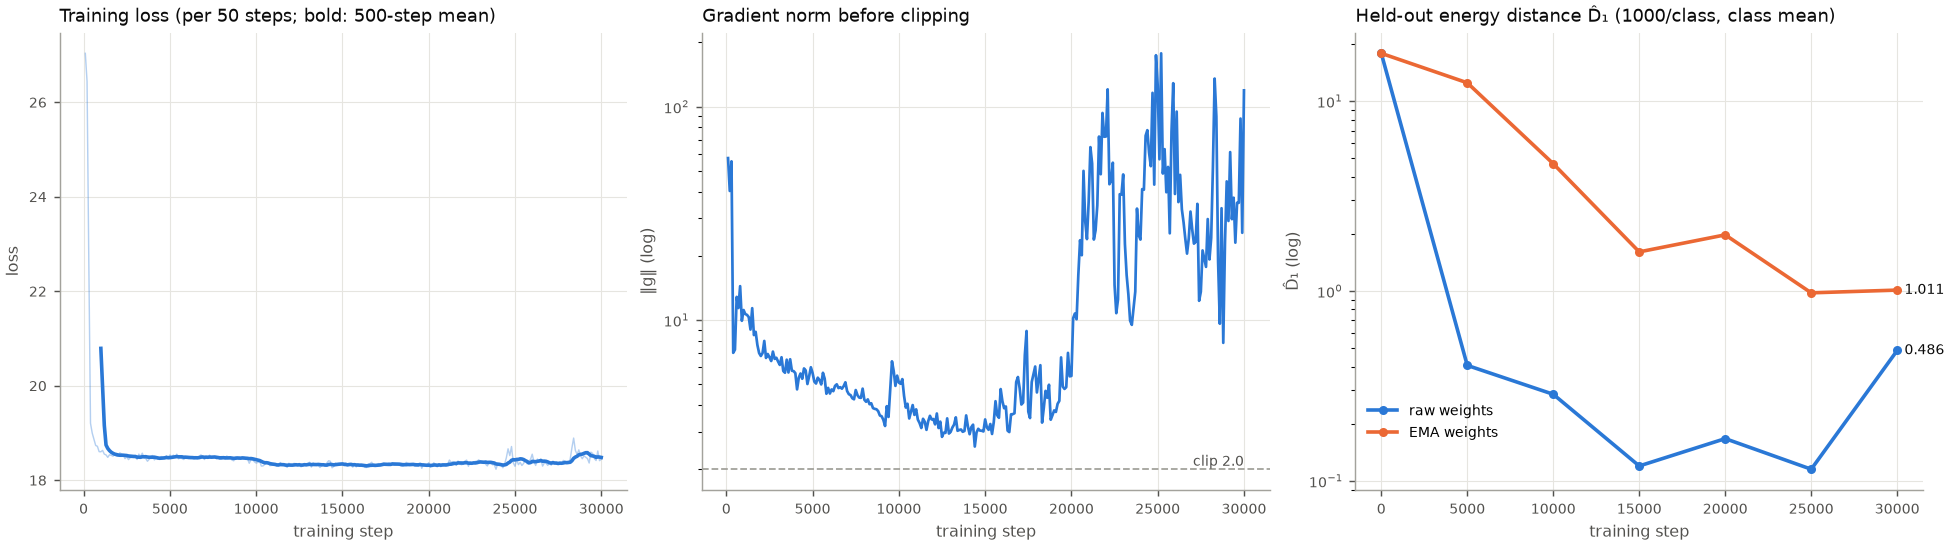 Training loss (per 50 steps; bold: 500-step mean)
26
24
22
20
18
loss
0 5000 10000 15000 20000 25000 30000
training step
Gradient norm before clipping
10²
10¹
‖g‖ (log)
clip 2.0
0 5000 10000 15000 20000 25000 30000
training step
Held-out energy distance D̂₁ (1000/class, class mean)
10¹
10⁰
10⁻¹
D̂₁ (log)
1.011
0.486
raw weights
EMA weights
0 5000 10000 15000 20000 25000 30000
training step